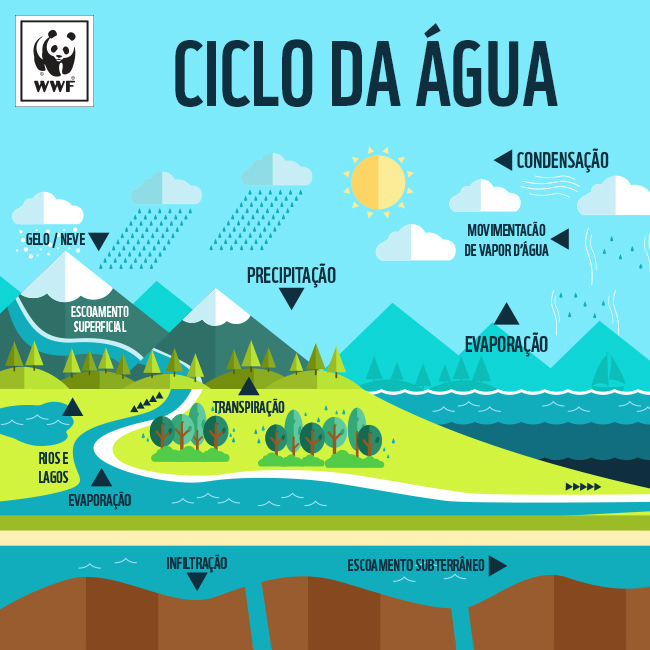 WWF
CICLO DA ÁGUA
CONDENSAÇÃO
GELO / NEVE
MOVIMENTACÃO
DE VAPOR D'ÁGUA
PRECIPITAÇÃO
ESCOAMENTO
SUPERFICAL
EVAPORAÇÃO
TRANSPIRAÇÃO
RIOS E
LAGOS
EVAPORAÇÃO
INFILTRAÇÃO
ESCOAMENTO SUBTERRÂNEO